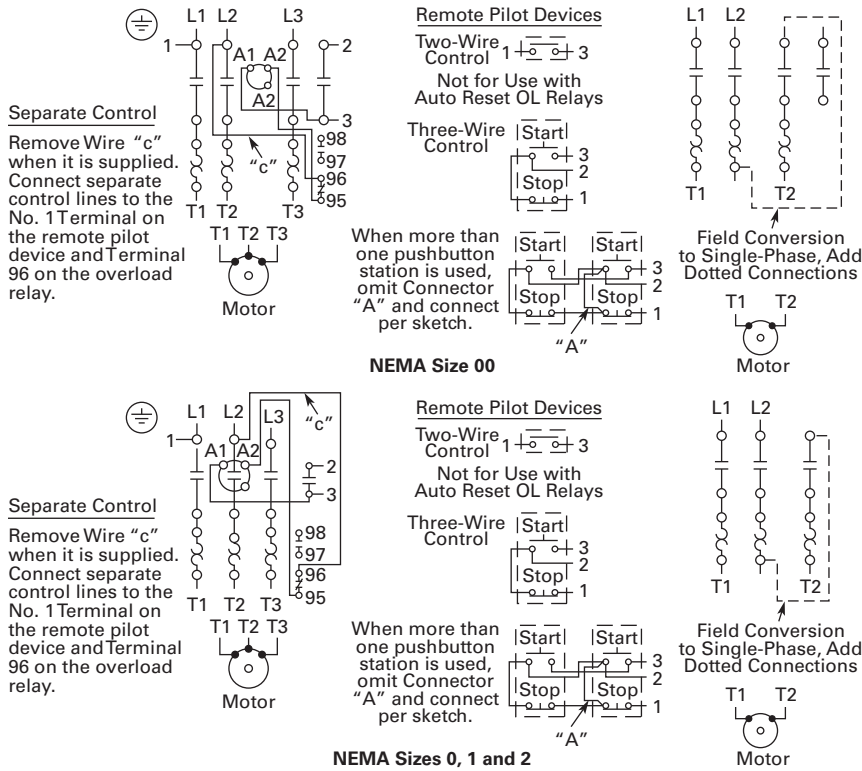 L1 L2 L3
1
2
A1 A2
A2
3
98
97
96
95
"c"
T1 T2 T3
T1 T2 T3
Motor
Separate Control
Remove Wire "c"
when it is supplied.
Connect separate
control lines to the
No. 1 Terminal on
the remote pilot
device and Terminal
96 on the overload
relay.
Remote Pilot Devices
Two-Wire
Control
1 3
Not for Use with
Auto Reset OL Relays
Three-Wire
Control
Start
3
2
Stop
1
When more than
one pushbutton
station is used,
omit Connector
"A" and connect
per sketch.
Start Start
3
2
Stop Stop
1
"A"
L1 L2
T1 T2
Field Conversion
to Single-Phase, Add
Dotted Connections
T1 T2
Motor
NEMA Size 00
L1 L2 L3
"c"
1
A1 A2
2
3
98
97
96
95
T1 T2 T3
T1 T2 T3
Motor
Separate Control
Remove Wire "c"
when it is supplied.
Connect separate
control lines to the
No. 1 Terminal on
the remote pilot
device and Terminal
96 on the overload
relay.
Remote Pilot Devices
Two-Wire
Control
1 3
Not for Use with
Auto Reset OL Relays
Three-Wire
Control
Start
3
2
Stop
1
When more than
one pushbutton
station is used,
omit Connector
"A" and connect
per sketch.
Start Start
3
2
Stop Stop
1
"A"
L1 L2
T1 T2
Field Conversion
to Single-Phase, Add
Dotted Connections
T1 T2
Motor
NEMA Sizes 0, 1 and 2